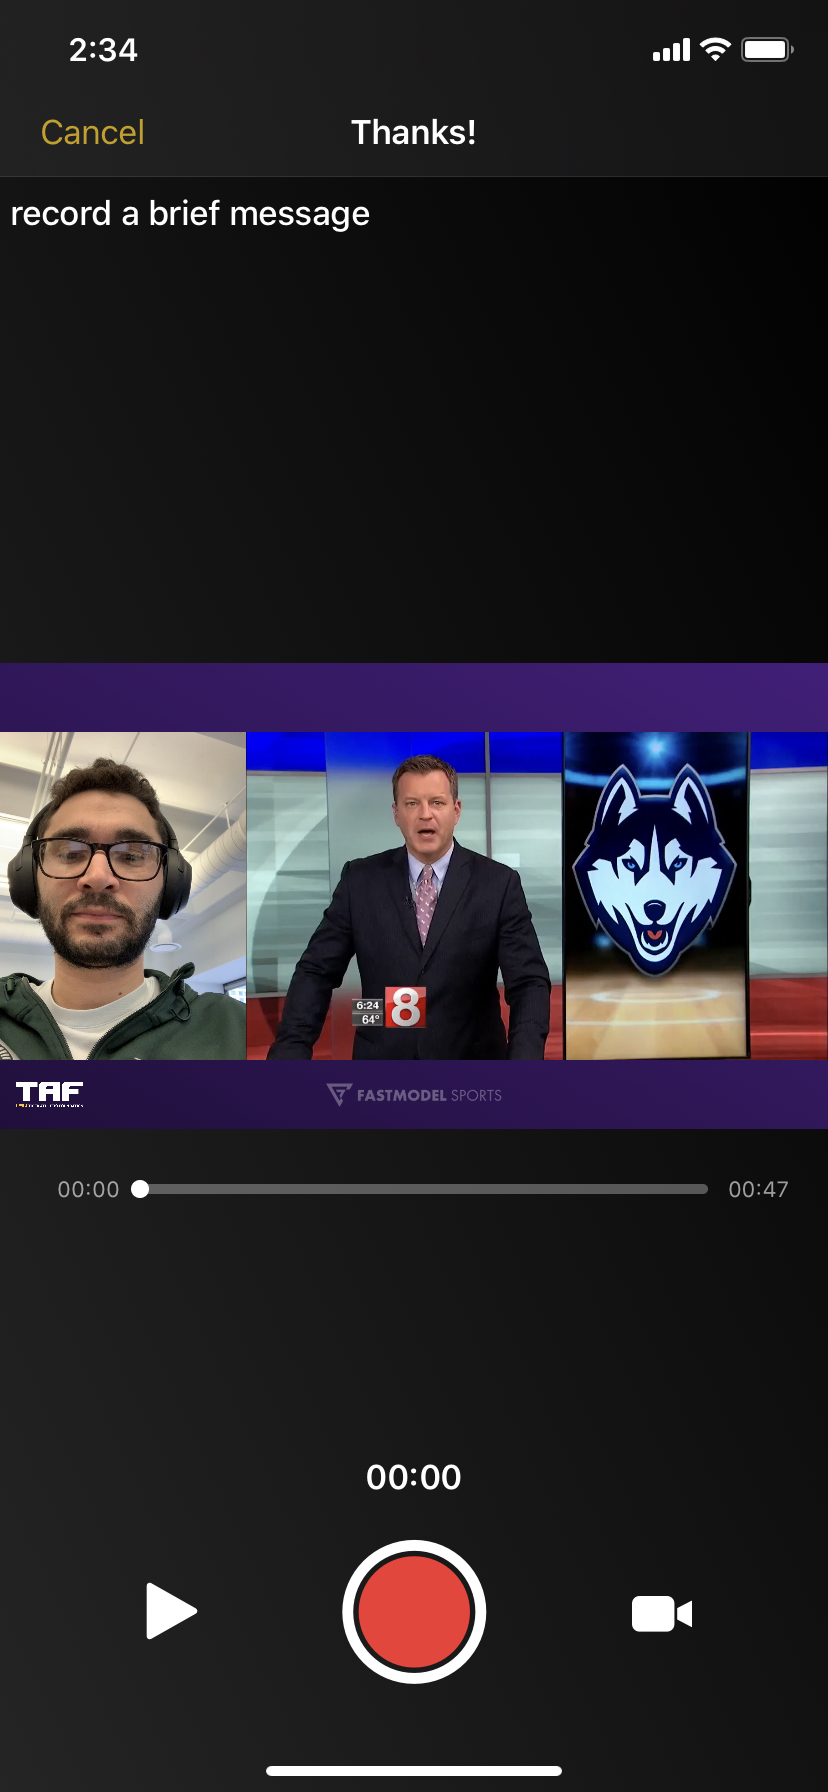 2:34
Cancel
Thanks!
record a brief message
6:24
64°
8
TAF
FASTMODEL SPORTS
00:00
00:47
00:00